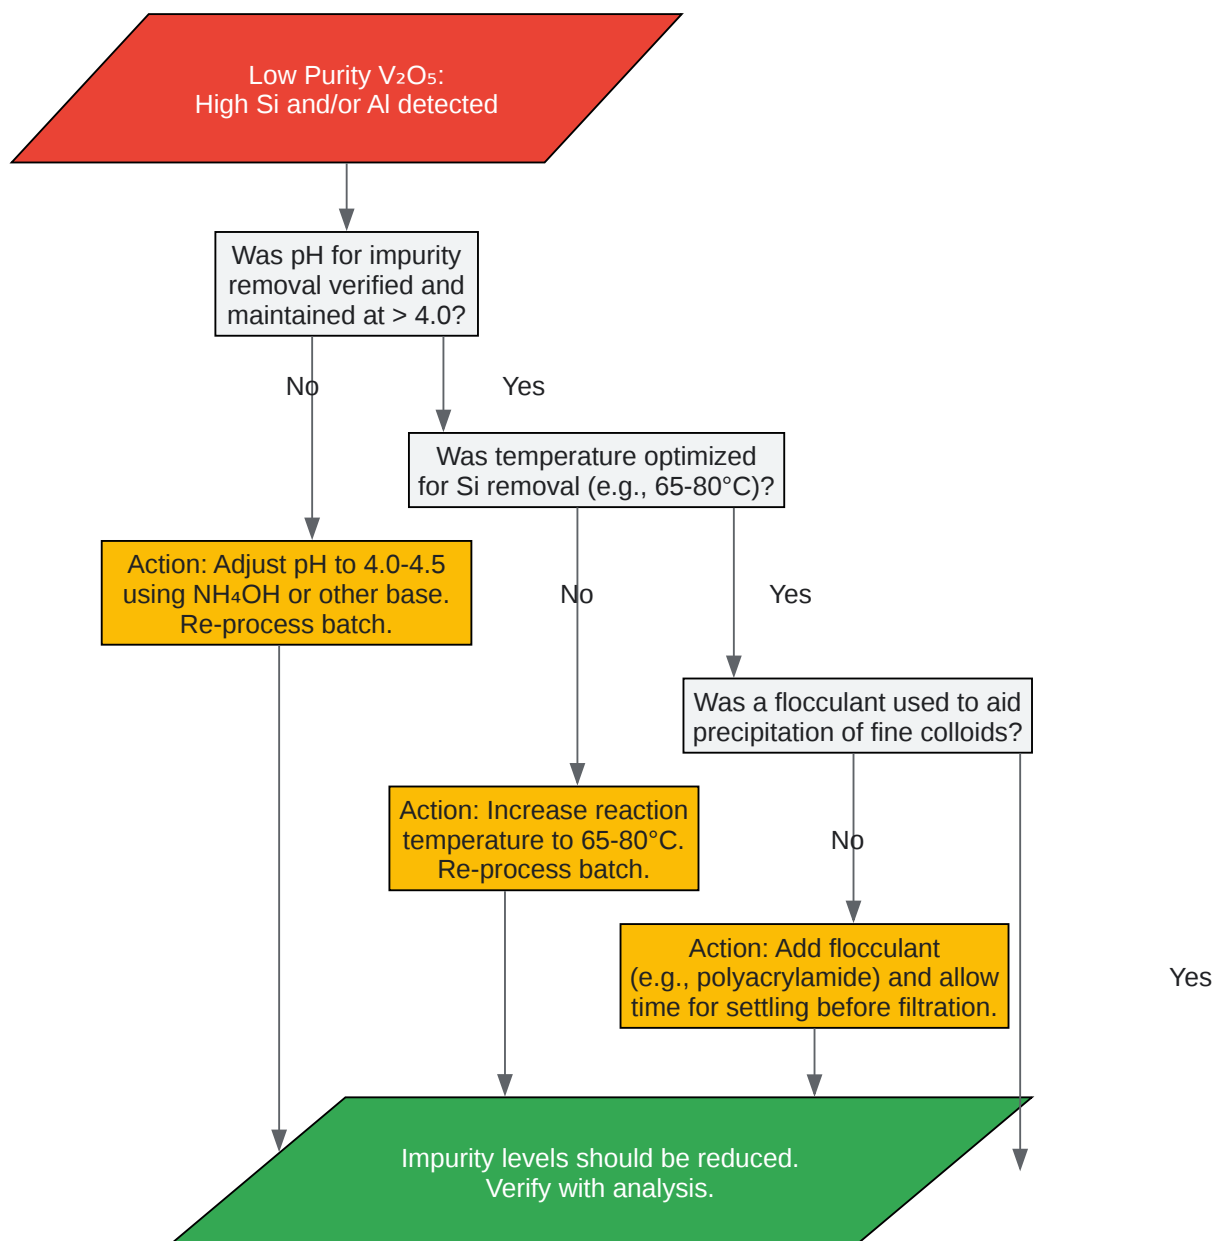 Low Purity V₂O₅:
High Si and/or Al detected
Was pH for impurity
removal verified and
maintained at > 4.0?
No
Yes
Was temperature optimized
for Si removal (e.g., 65-80°C)?
Action: Adjust pH to 4.0-4.5
using NH₄OH or other base.
Re-process batch.
No
Yes
Was a flocculant used to aid
precipitation of fine colloids?
Action: Increase reaction
temperature to 65-80°C.
Re-process batch.
No
Action: Add flocculant
(e.g., polyacrylamide) and allow
time for settling before filtration.
Yes
Impurity levels should be reduced.
Verify with analysis.